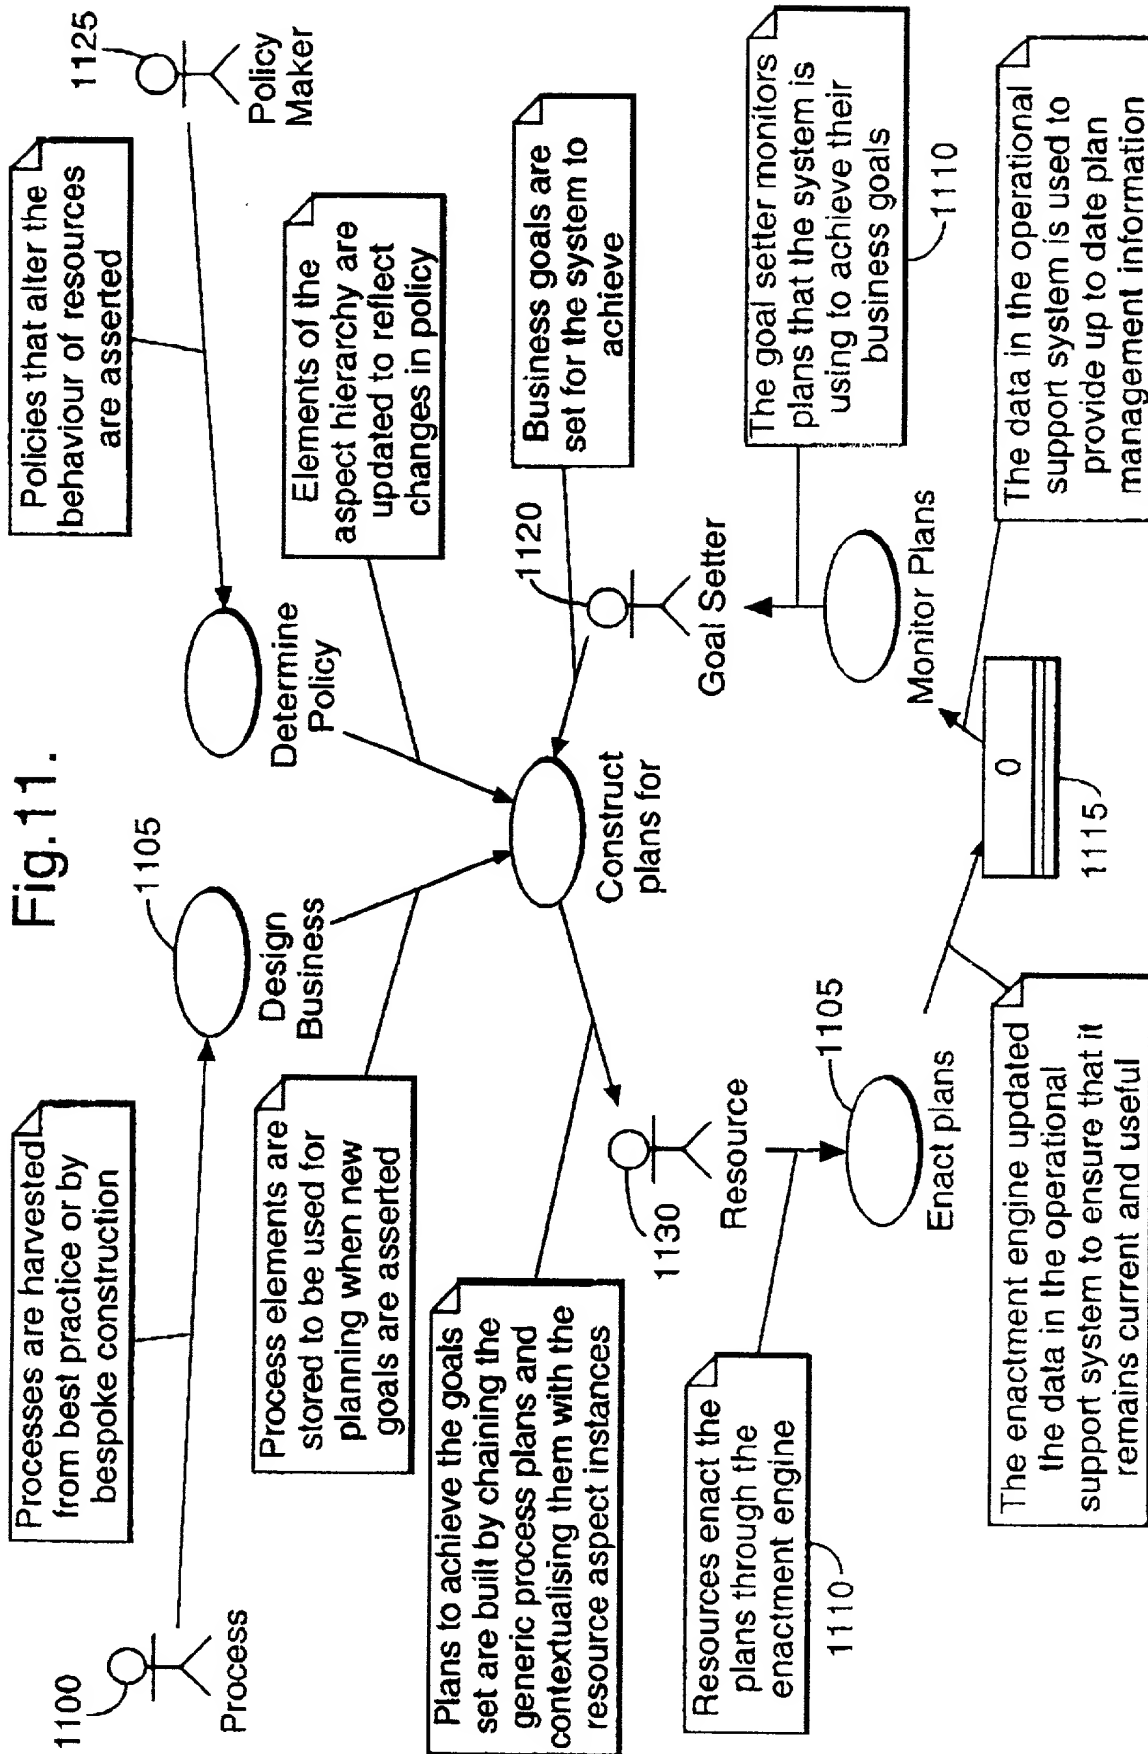 Fig.11.
1100
Process
Processes are harvested
from best practice or by
bespoke construction
1105
Design
Business
Policies that alter the
behaviour of resources
are asserted
1125
Policy
Maker
Determine
Policy
Process elements are
stored to be used for
planning when new
goals are asserted
Elements of the
aspect hierarchy are
updated to reflect
changes in policy
Plans to achieve the goals
set are built by chaining the
generic process plans and
contextualising them with the
resource aspect instances
Construct
plans for
Business goals are
set for the system to
achieve
1120
Goal Setter
1130
Resource
Resources enact the
plans through the
enactment engine
1110
1105
Enact plans
The goal setter monitors
plans that the system is
using to achieve their
business goals
1110
Monitor Plans
The enactment engine updated
the data in the operational
support system to ensure that it
remains current and useful
0
1115
The data in the operational
support system is used to
provide up to date plan
management information